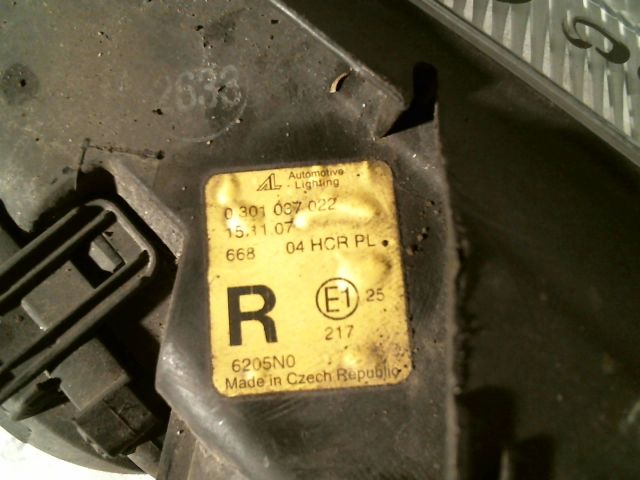 2633
AL Automotive
Lighting
0 301 037 022
15.11.07
668 04 HCR PL
R E1 25
217
6205N0
Made in Czech Republic